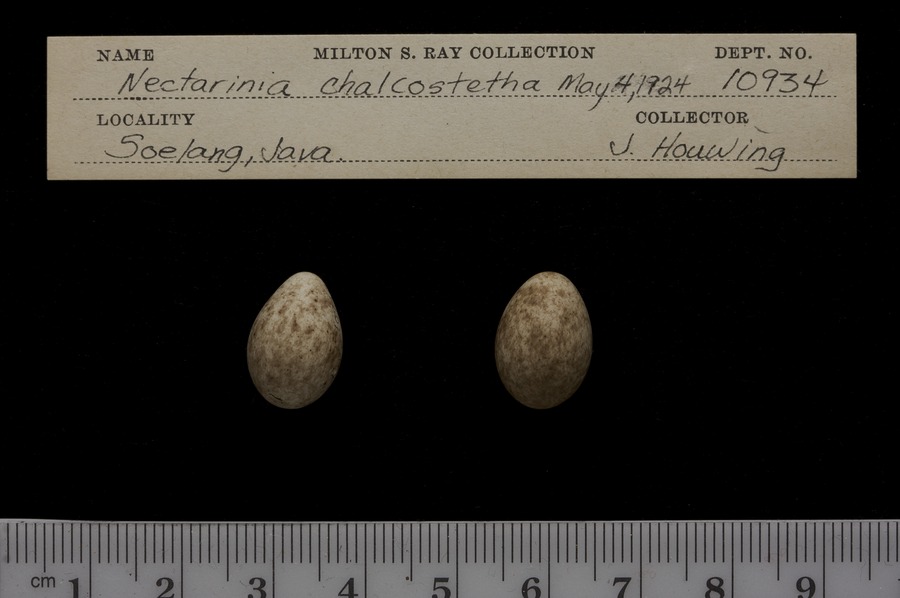 NAME MILTON S. RAY COLLECTION DEPT. NO.
Nectarinia chalcostetha May 4, 1924 10934
LOCALITY COLLECTOR
Soelang, Java. J. Houwing
cm 1 2 3 4 5 6 7 8 9